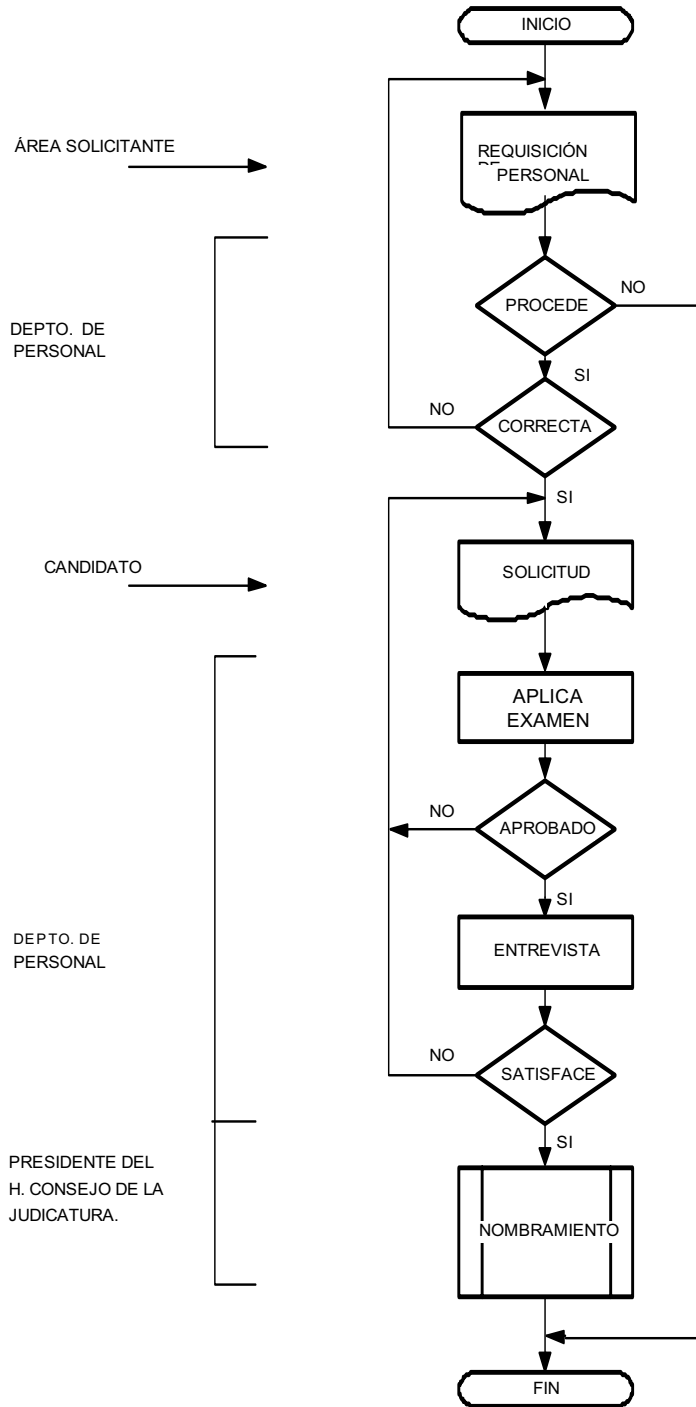 INICIO
ÁREA SOLICITANTE
REQUISICIÓN
PERSONAL
PROCEDE
NO
DEPTO. DE
PERSONAL
SI
NO
CORRECTA
SI
CANDIDATO
SOLICITUD
APLICA
EXAMEN
NO
APROBADO
SI
DEPTO. DE
PERSONAL
ENTREVISTA
NO
SATISFACE
SI
PRESIDENTE DEL
H. CONSEJO DE LA
JUDICATURA.
NOMBRAMIENTO
FIN